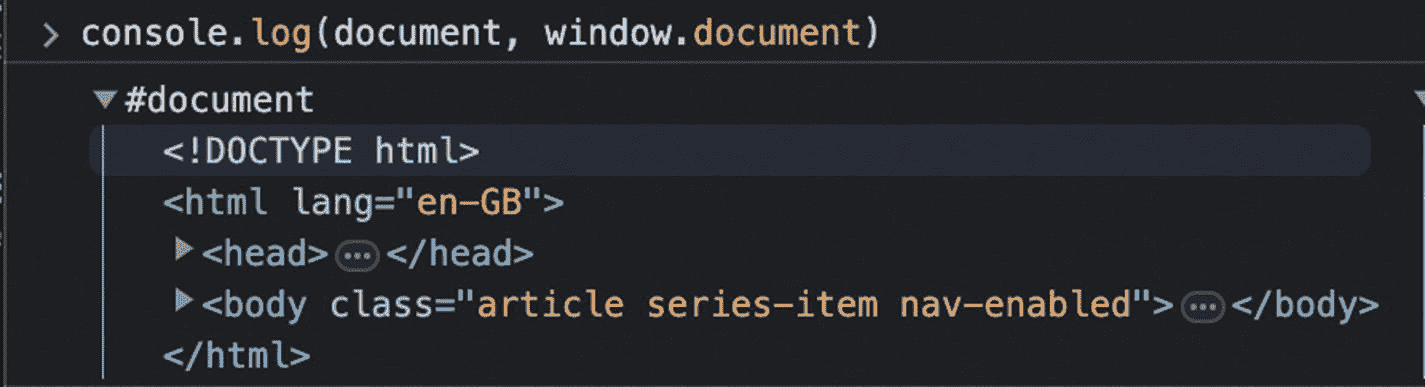 > console.log(document, window.document)
▼ #document
<!DOCTYPE html>
<html lang="en-GB">
▶ <head> ••• </head>
▶ <body class="article series-item nav-enabled"> ••• </body>
</html>